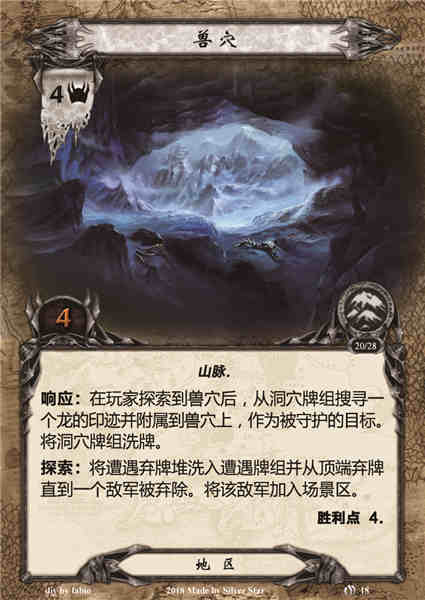 兽穴
4
4
20/28
山脉.
响应：在玩家探索到兽穴后，从洞穴牌组搜寻一
个龙的印迹并附属到兽穴上，作为被守护的目标。
将洞穴牌组洗牌。
探索：将遭遇弃牌堆洗入遭遇牌组并从顶端弃牌
直到一个敌军被弃除。将该敌军加入场景区。
胜利点 4.
地区
diy by fabio
2018 Made by Silver Star
48